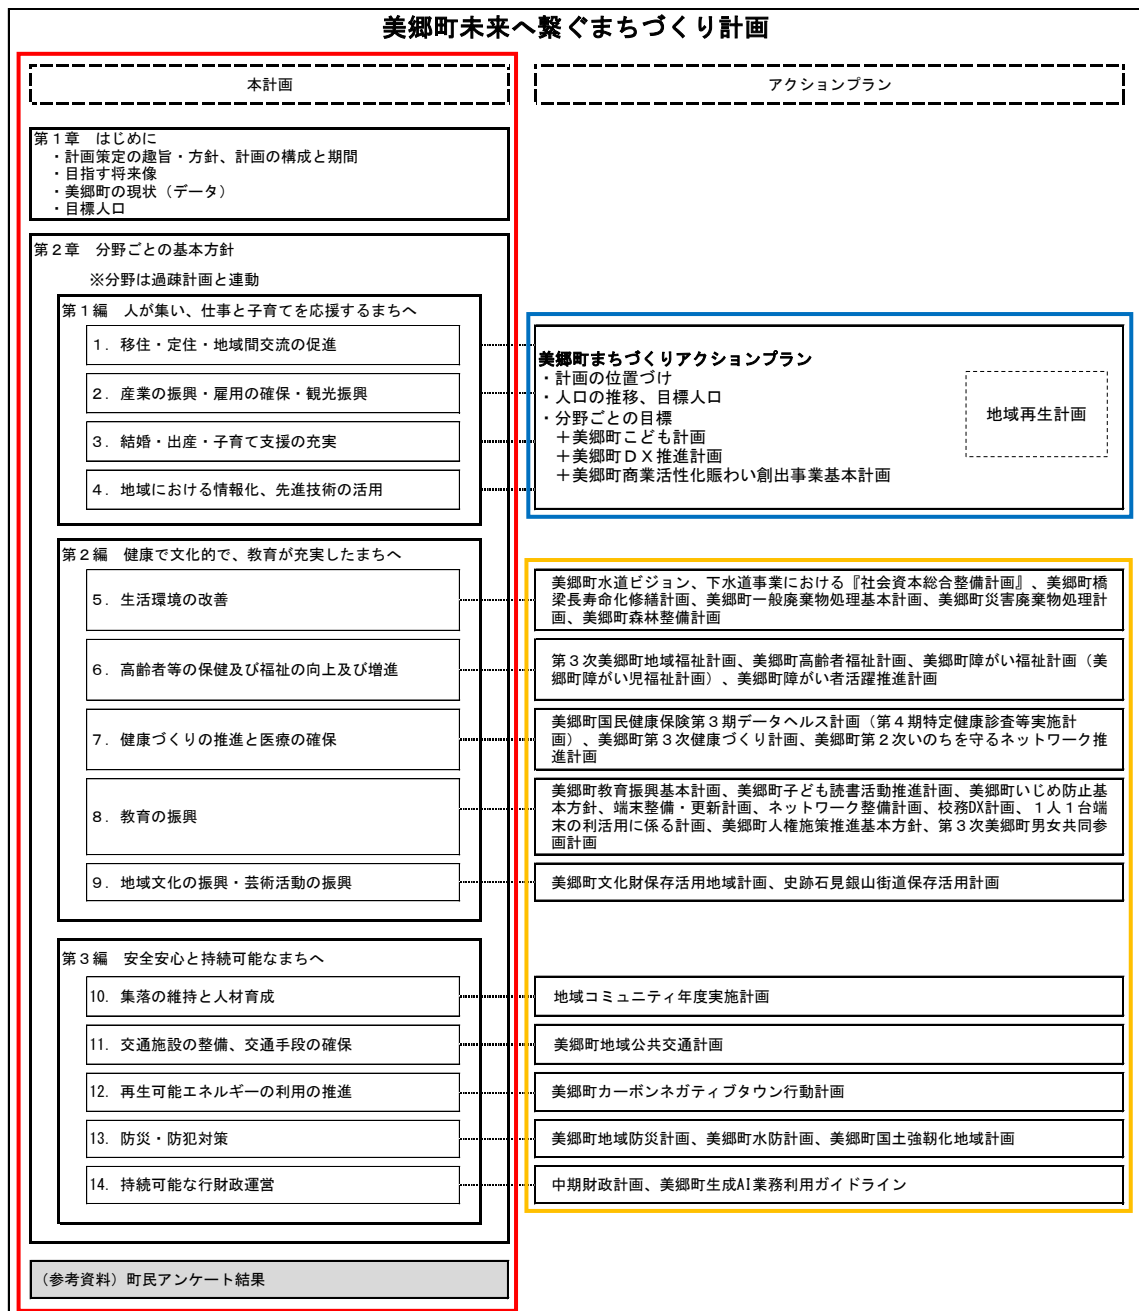 美郷町未来へ繋ぐまちづくり計画
本計画
アクションプラン
第1章　はじめに
・計画策定の趣旨・方針、計画の構成と期間
・目指す将来像
・美郷町の現状（データ）
・目標人口
第2章　分野ごとの基本方針
※分野は過疎計画と連動
第1編　人が集い、仕事と子育てを応援するまちへ
1. 移住・定住・地域間交流の促進
2. 産業の振興・雇用の確保・観光振興
3. 結婚・出産・子育て支援の充実
4. 地域における情報化、先進技術の活用
美郷町まちづくりアクションプラン
・計画の位置づけ
・人口の推移、目標人口
・分野ごとの目標
＋美郷町こども計画
＋美郷町ＤＸ推進計画
＋美郷町商業活性化賑わい創出事業基本計画
地域再生計画
第2編　健康で文化的で、教育が充実したまちへ
5. 生活環境の改善
美郷町水道ビジョン、下水道事業における『社会資本総合整備計画』、美郷町橋
梁長寿命化修繕計画、美郷町一般廃棄物処理基本計画、美郷町災害廃棄物処理計
画、美郷町森林整備計画
6. 高齢者等の保健及び福祉の向上及び増進
第3次美郷町地域福祉計画、美郷町高齢者福祉計画、美郷町障がい福祉計画（美
郷町障がい児福祉計画）、美郷町障がい者活躍推進計画
7. 健康づくりの推進と医療の確保
美郷町国民健康保険第3期データヘルス計画（第4期特定健康診査等実施計
画）、美郷町第3次健康づくり計画、美郷町第2次いのちを守るネットワーク推
進計画
8. 教育の振興
美郷町教育振興基本計画、美郷町子ども読書活動推進計画、美郷町いじめ防止基
本方針、端末整備・更新計画、ネットワーク整備計画、校務DX計画、1人1台端
末の利活用に係る計画、美郷町人権施策推進基本方針、第3次美郷町男女共同参
画計画
9. 地域文化の振興・芸術活動の振興
美郷町文化財保存活用地域計画、史跡石見銀山街道保存活用計画
第3編　安全安心と持続可能なまちへ
10. 集落の維持と人材育成
地域コミュニティ年度実施計画
11. 交通施設の整備、交通手段の確保
美郷町地域公共交通計画
12. 再生可能エネルギーの利用の推進
美郷町カーボンネガティブタウン行動計画
13. 防災・防犯対策
美郷町地域防災計画、美郷町水防計画、美郷町国土強靭化地域計画
14. 持続可能な行財政運営
中期財政計画、美郷町生成AI業務利用ガイドライン
（参考資料）町民アンケート結果